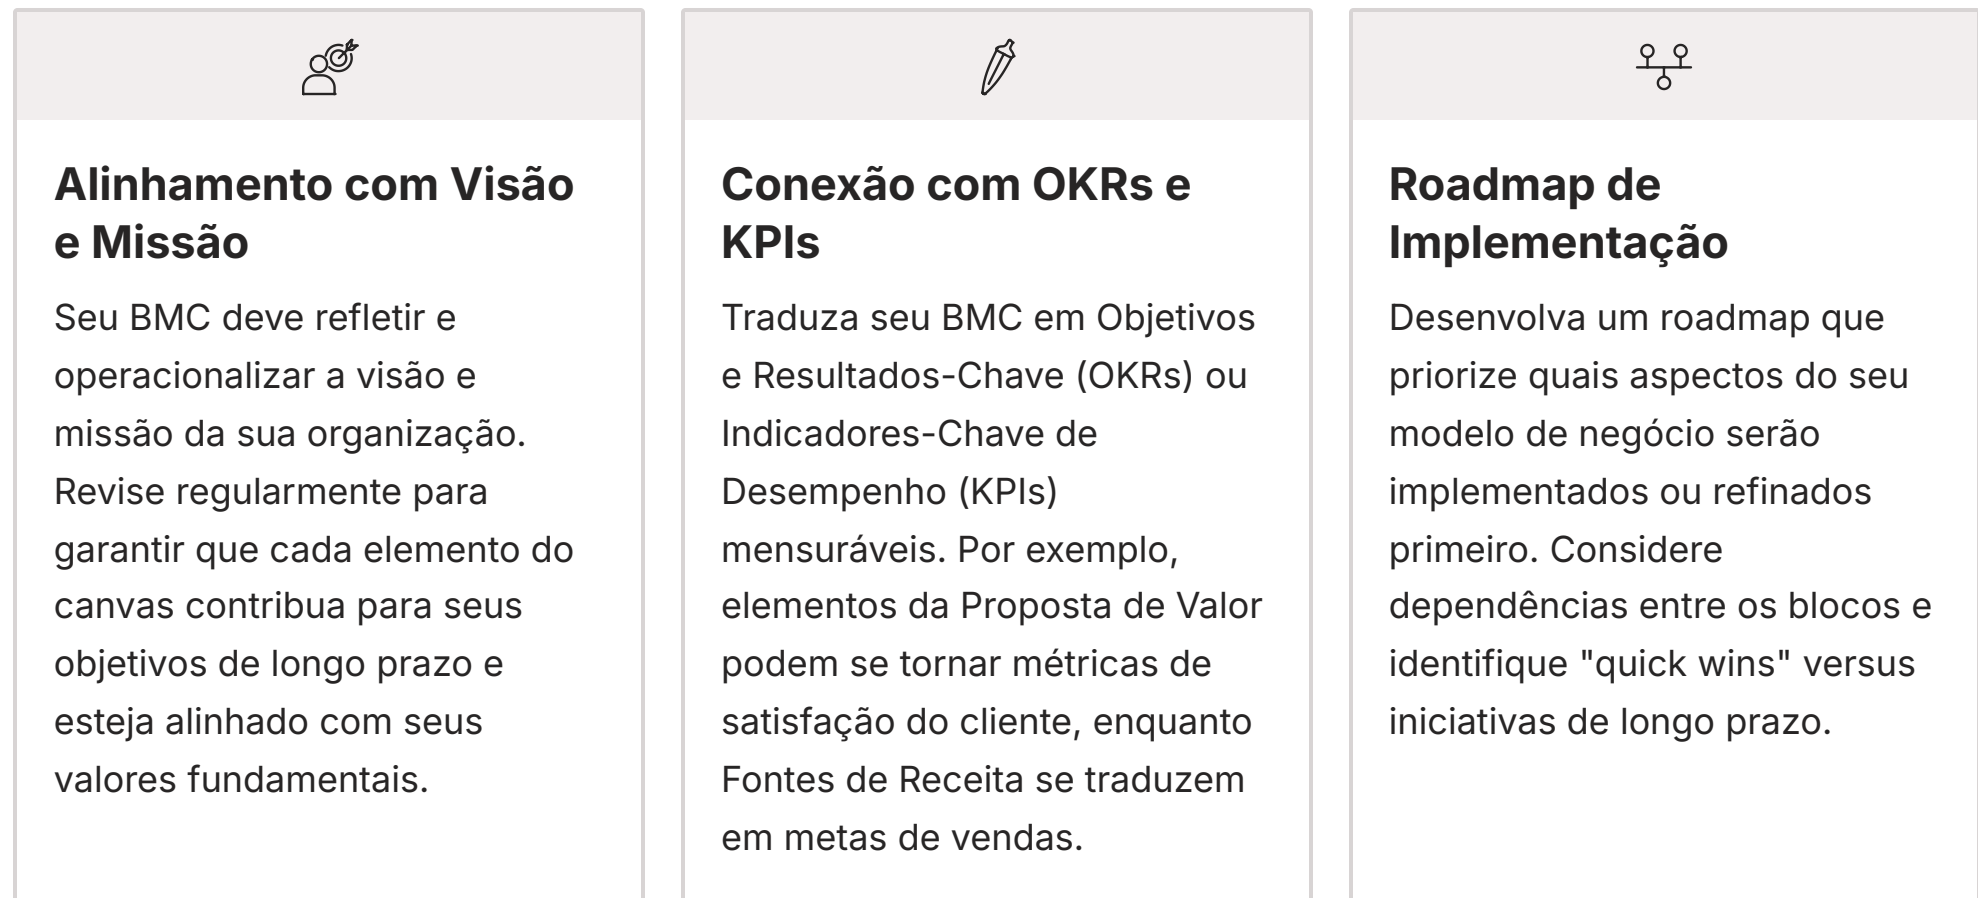 Alinhamento com Visão
e Missão
Seu BMC deve refletir e
operacionalizar a visão e
missão da sua organização.
Revise regularmente para
garantir que cada elemento do
canvas contribua para seus
objetivos de longo prazo e
esteja alinhado com seus
valores fundamentais.
Conexão com OKRs e
KPIs
Traduza seu BMC em Objetivos
e Resultados-Chave (OKRs) ou
Indicadores-Chave de
Desempenho (KPIs)
mensuráveis. Por exemplo,
elementos da Proposta de Valor
podem se tornar métricas de
satisfação do cliente, enquanto
Fontes de Receita se traduzem
em metas de vendas.
Roadmap de
Implementação
Desenvolva um roadmap que
priorize quais aspectos do seu
modelo de negócio serão
implementados ou refinados
primeiro. Considere
dependências entre os blocos e
identifique "quick wins" versus
iniciativas de longo prazo.